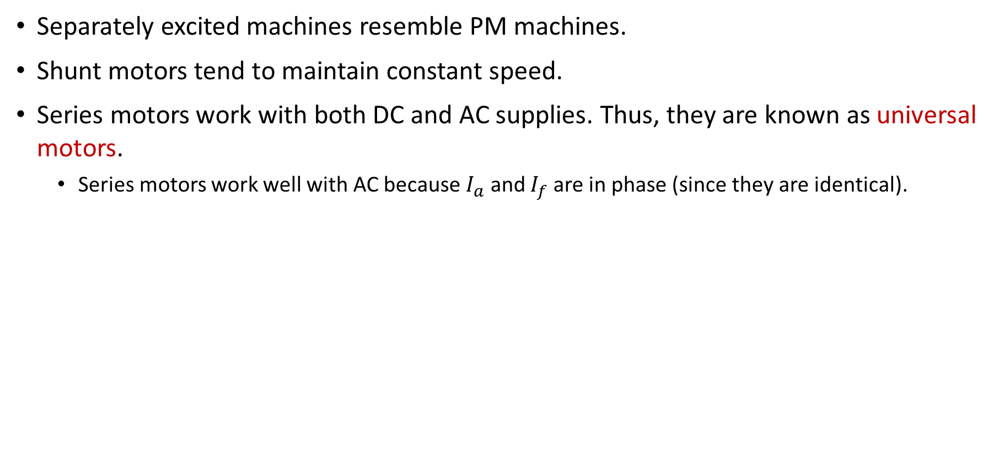 • Separately excited machines resemble PM machines.
• Shunt motors tend to maintain constant speed.
• Series motors work with both DC and AC supplies. Thus, they are known as universal
motors.
• Series motors work well with AC because $I_a$ and $I_f$ are in phase (since they are identical).